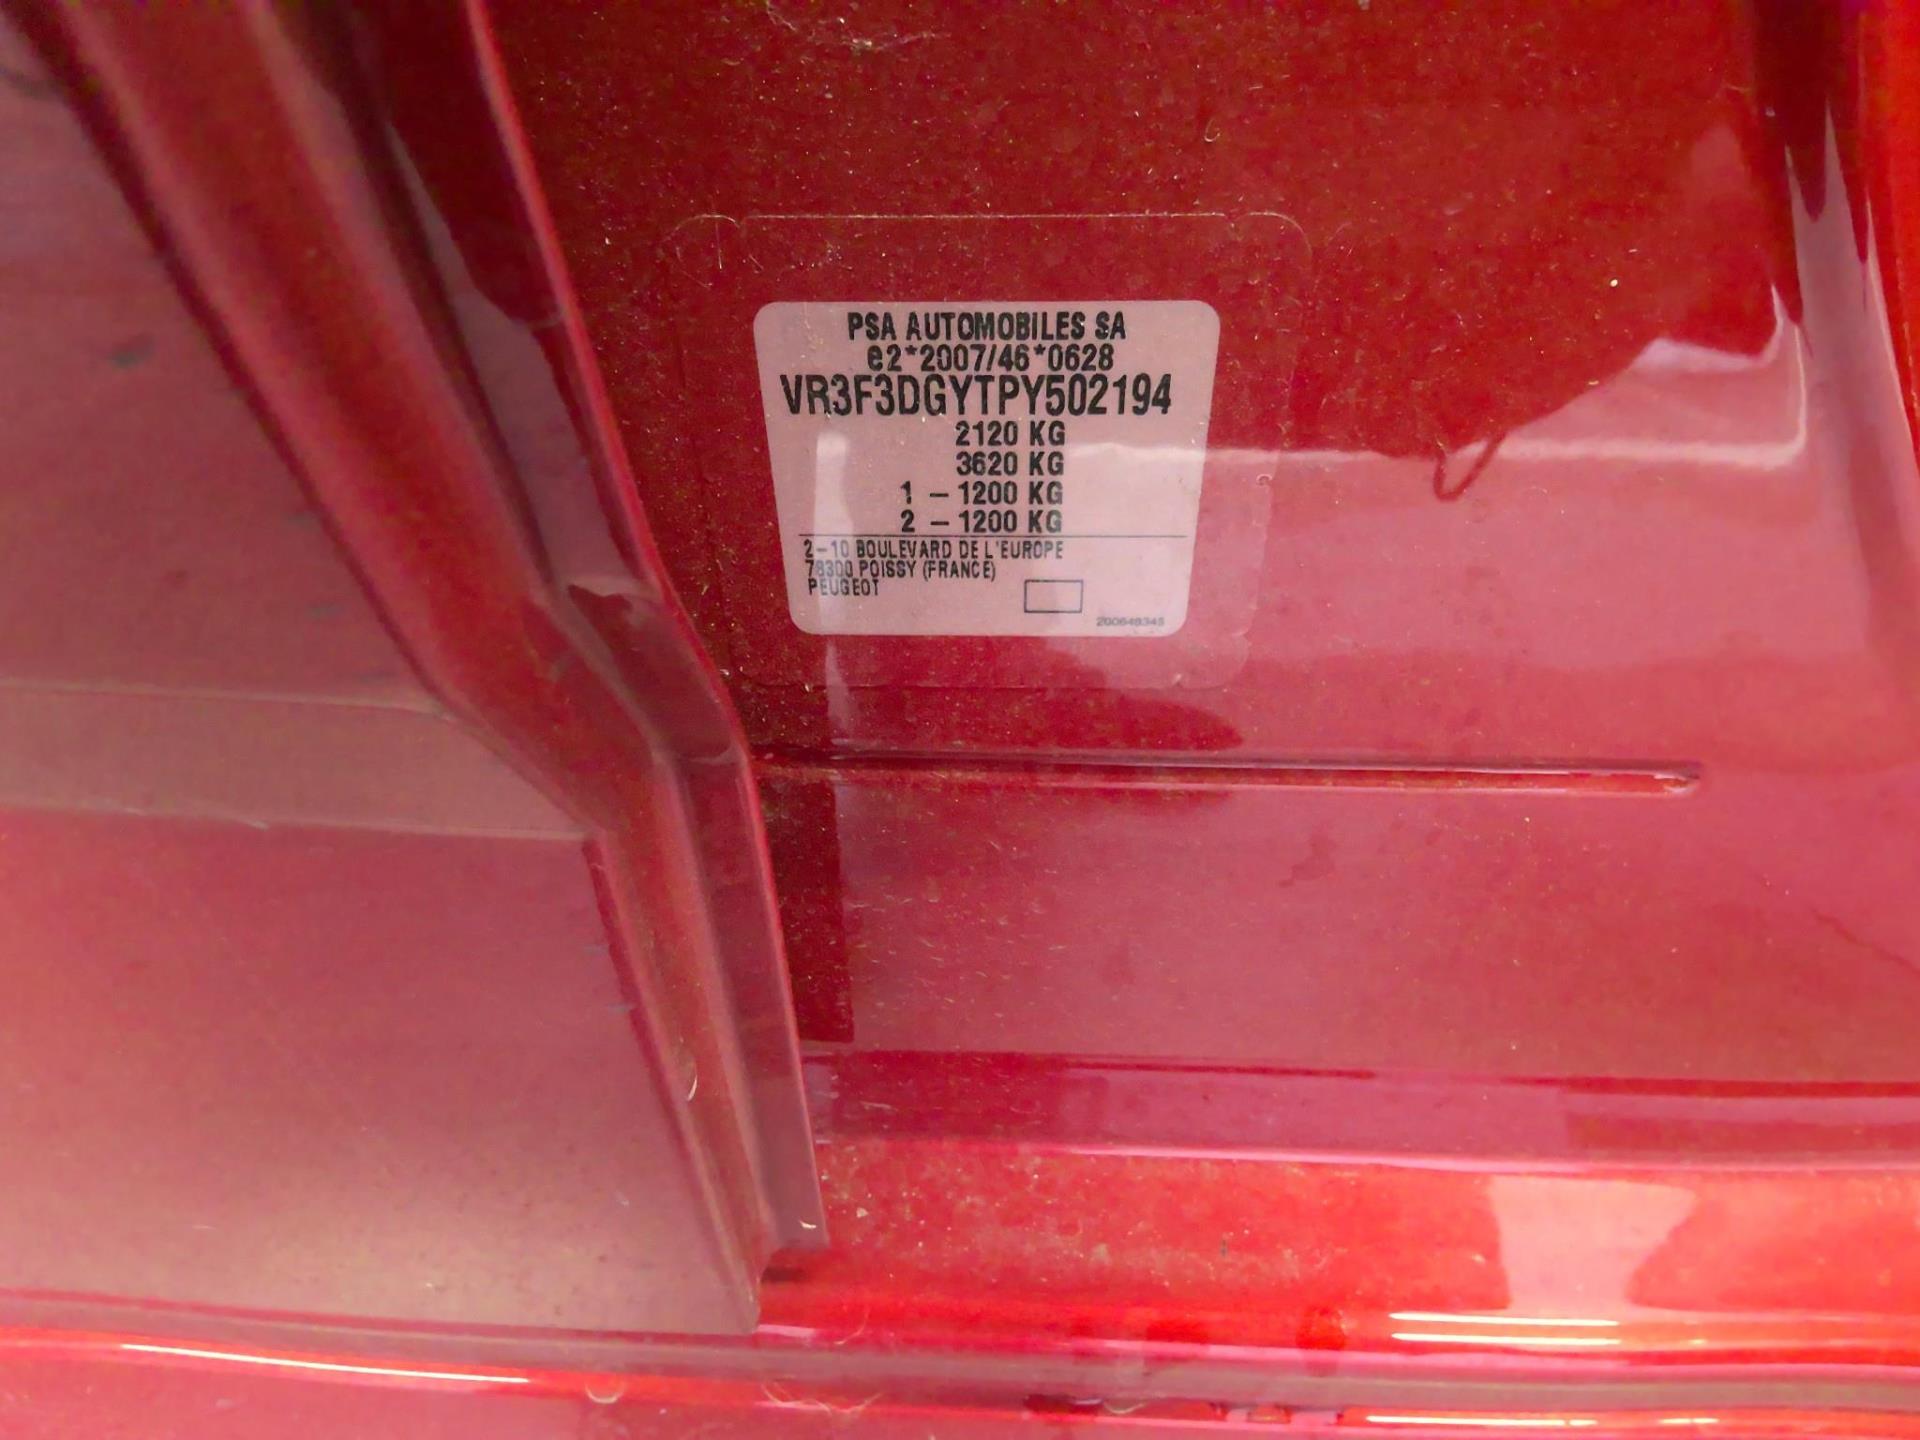 PSA AUTOMOBILES SA
e2*2007/46*0628
VR3F3DGYTPY502194
2120 KG
3620 KG
1 – 1200 KG
2 – 1200 KG
2–10 BOULEVARD DE L'EUROPE
78300 POISSY (FRANCE)
PEUGEOT
200648345